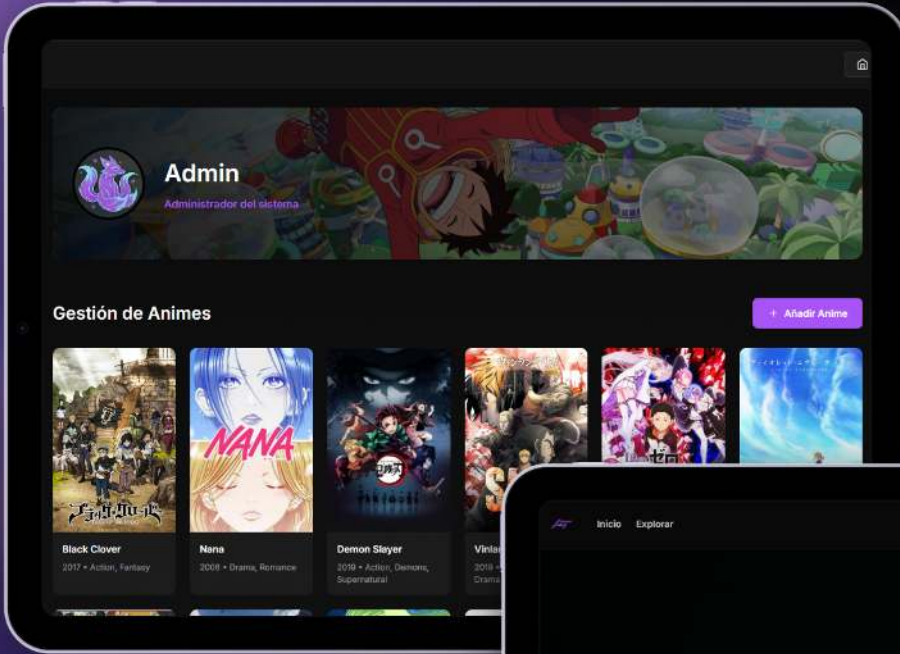 Admin
Administrador del sistema
Gestión de Animes
+ Añadir Anime
NANA
Black Clover
2017 • Action, Fantasy
Nana
2006 • Drama, Romance
Demon Slayer
2019 • Action, Demons,
Supernatural
2019 •
Drama
Inicio Explorar